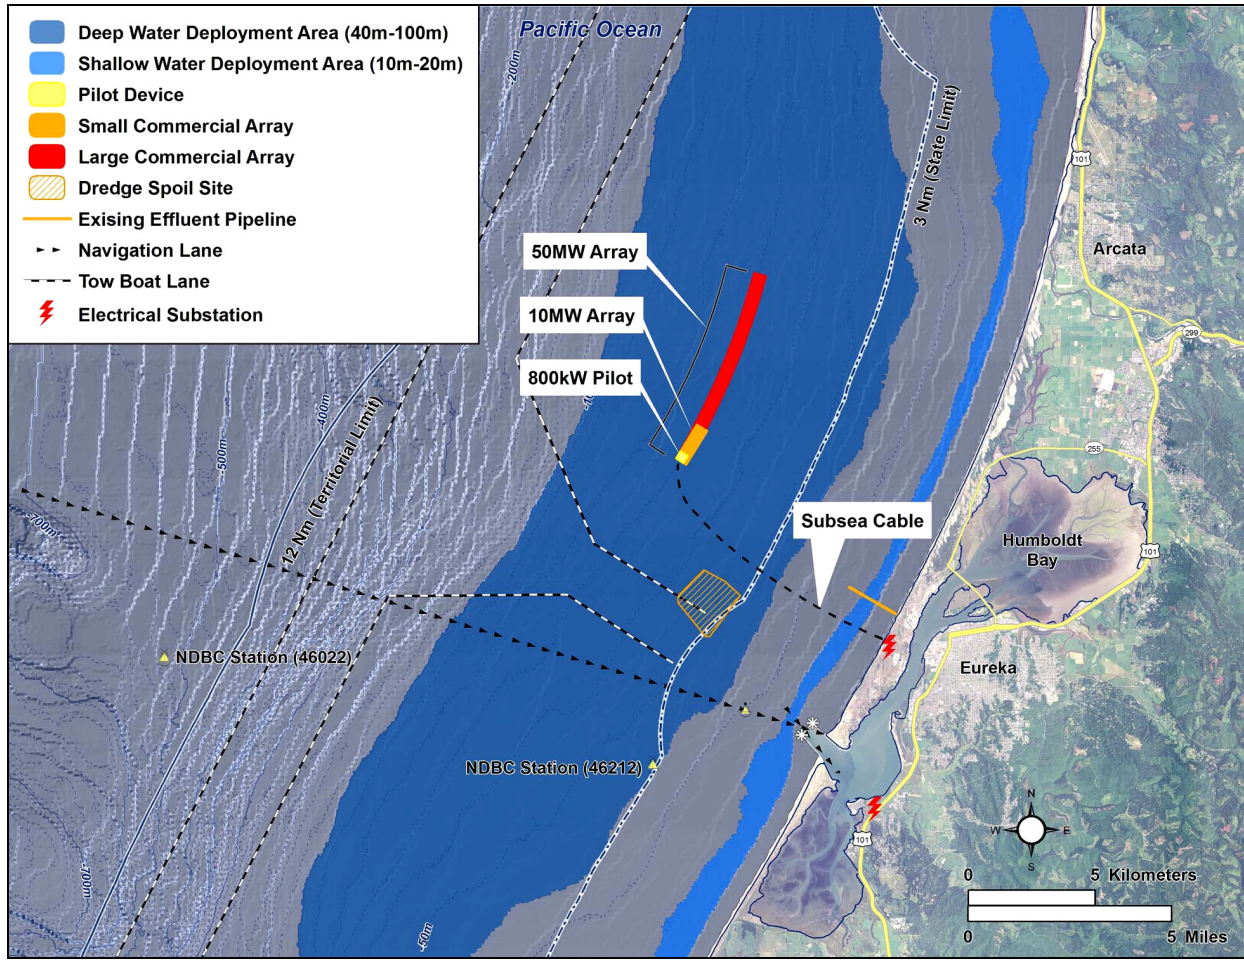 Deep Water Deployment Area (40m-100m)
Shallow Water Deployment Area (10m-20m)
Pilot Device
Small Commercial Array
Large Commercial Array
Dredge Spoil Site
Exising Effluent Pipeline
Navigation Lane
Tow Boat Lane
Electrical Substation
Pacific Ocean
-200m
3 Nm (State Limit)
101
Arcata
50MW Array
10MW Array
299
800kW Pilot
-400m
-500m
12 Nm (Territorial Limit)
255
-700m
Subsea Cable
Humboldt
Bay
101
NDBC Station (46022)
Eureka
NDBC Station (46212)
N
W
E
S
101
-700m
-50m
0
5 Kilometers
0
5 Miles